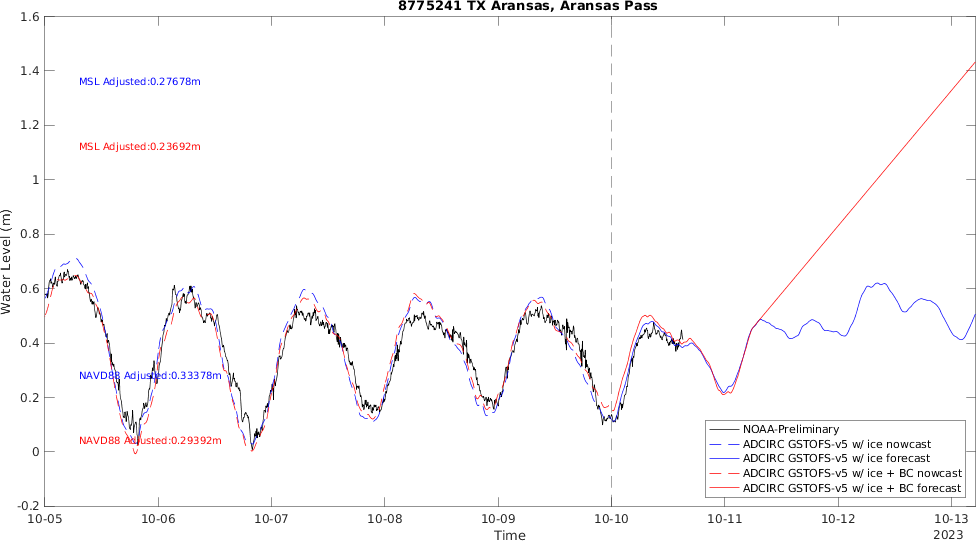 8775241 TX Aransas, Aransas Pass
1.6
1.4
1.2
1
0.8
0.6
0.4
0.2
0
-0.2
Water Level (m)
MSL Adjusted:0.27678m
MSL Adjusted:0.23692m
NAVD88 Adjusted:0.33378m
NAVD88 Adjusted:0.29392m
NOAA-Preliminary
ADCIRC GSTOFS-v5 w/ice nowcast
ADCIRC GSTOFS-v5 w/ice forecast
ADCIRC GSTOFS-v5 w/ice + BC nowcast
ADCIRC GSTOFS-v5 w/ice + BC forecast
10-05 10-06 10-07 10-08 10-09 10-10 10-11 10-12 10-13
Time
2023